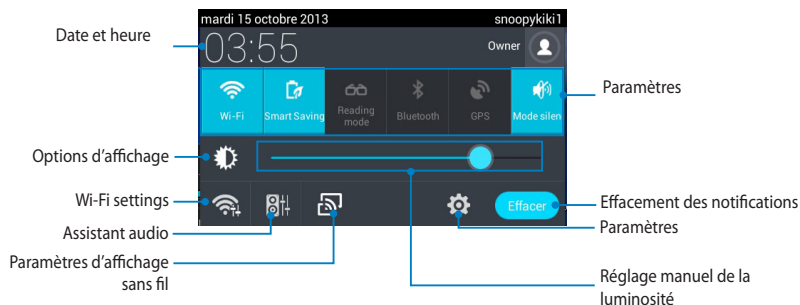 mardi 15 octobre 2013 snoopykiki1
Date et heure
03:55
Owner
Paramètres
Wi-Fi
Smart Saving
Reading
mode
Bluetooth
GPS
Mode silen
Options d'affichage
Wi-Fi settings
Effacer
Effacement des notifications
Assistant audio
Paramètres
Paramètres d'affichage
sans fil
Réglage manuel de la
luminosité